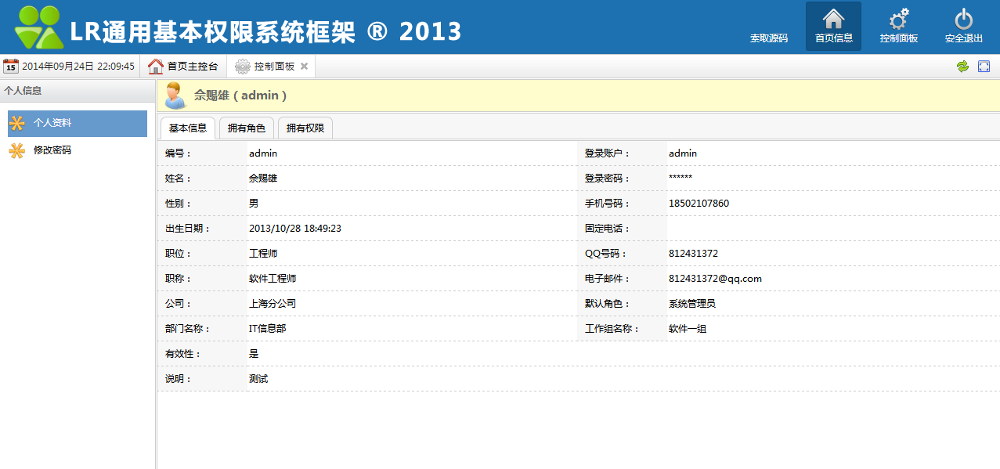 LR通用基本权限系统框架 ® 2013
索取源码 首页信息 控制面板 安全退出
15 2014年09月24日 22:09:45 首页主控台 控制面板
个人信息
佘赐雄（admin）
个人资料
修改密码
基本信息 拥有角色 拥有权限
编号： admin 登录账户： admin
姓名： 佘赐雄 登录密码： ******
性别： 男 手机号码： 18502107860
出生日期： 2013/10/28 18:49:23 固定电话：
职位： 工程师 QQ号码： 812431372
职称： 软件工程师 电子邮件： 812431372@qq.com
公司： 上海分公司 默认角色： 系统管理员
部门名称： IT信息部 工作组名称： 软件一组
有效性： 是
说明： 测试